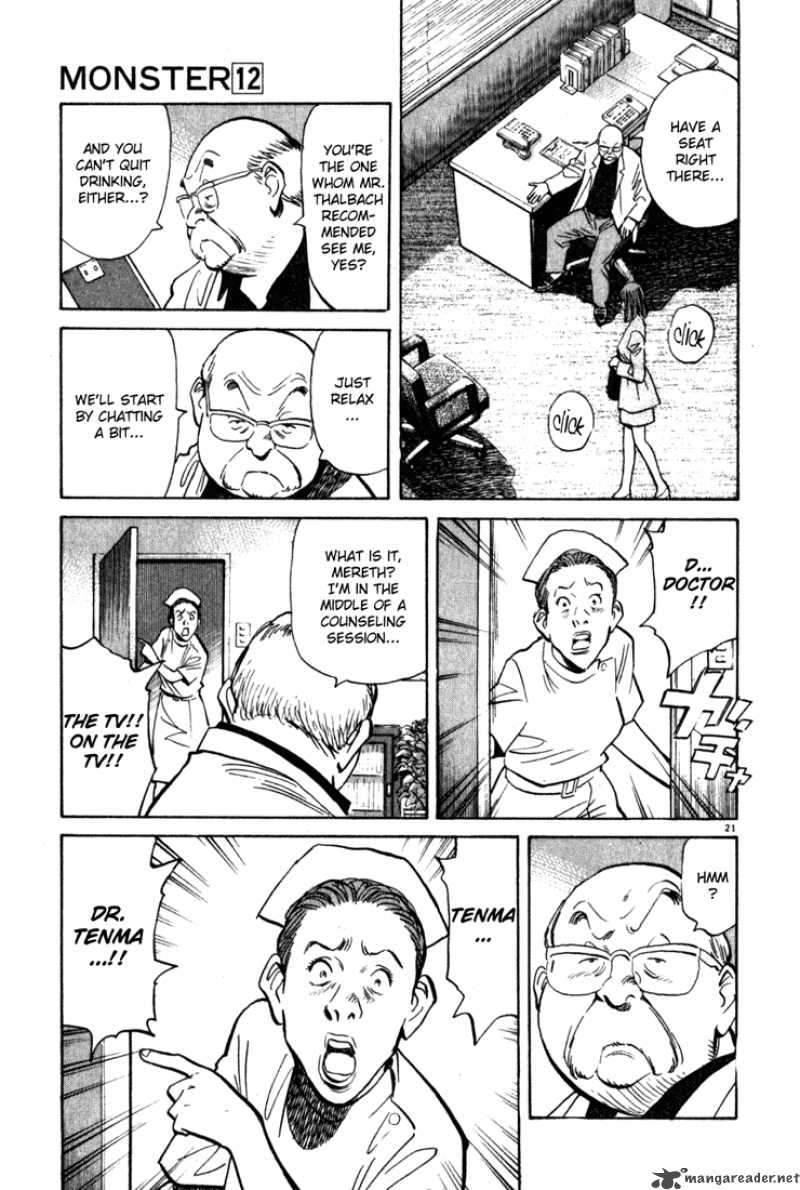 MONSTER 12
HAVE A
SEAT
RIGHT
THERE...
CLICK
CLICK
YOU'RE
THE ONE
WHOM MR.
THALBACH
RECOM-
MENDED
SEE ME,
YES?
AND YOU
CAN'T QUIT
DRINKING,
EITHER...?
JUST
RELAX
...
WE'LL START
BY CHATTING
A BIT...
D...
DOCTOR
!!
ガチャ
WHAT IS IT,
MERETH?
I'M IN THE
MIDDLE OF A
COUNSELING
SESSION...
THE TV!!
ON THE
TV!!
21
HMM
?
TENMA
...
DR.
TENMA
...!!
mangareader.net